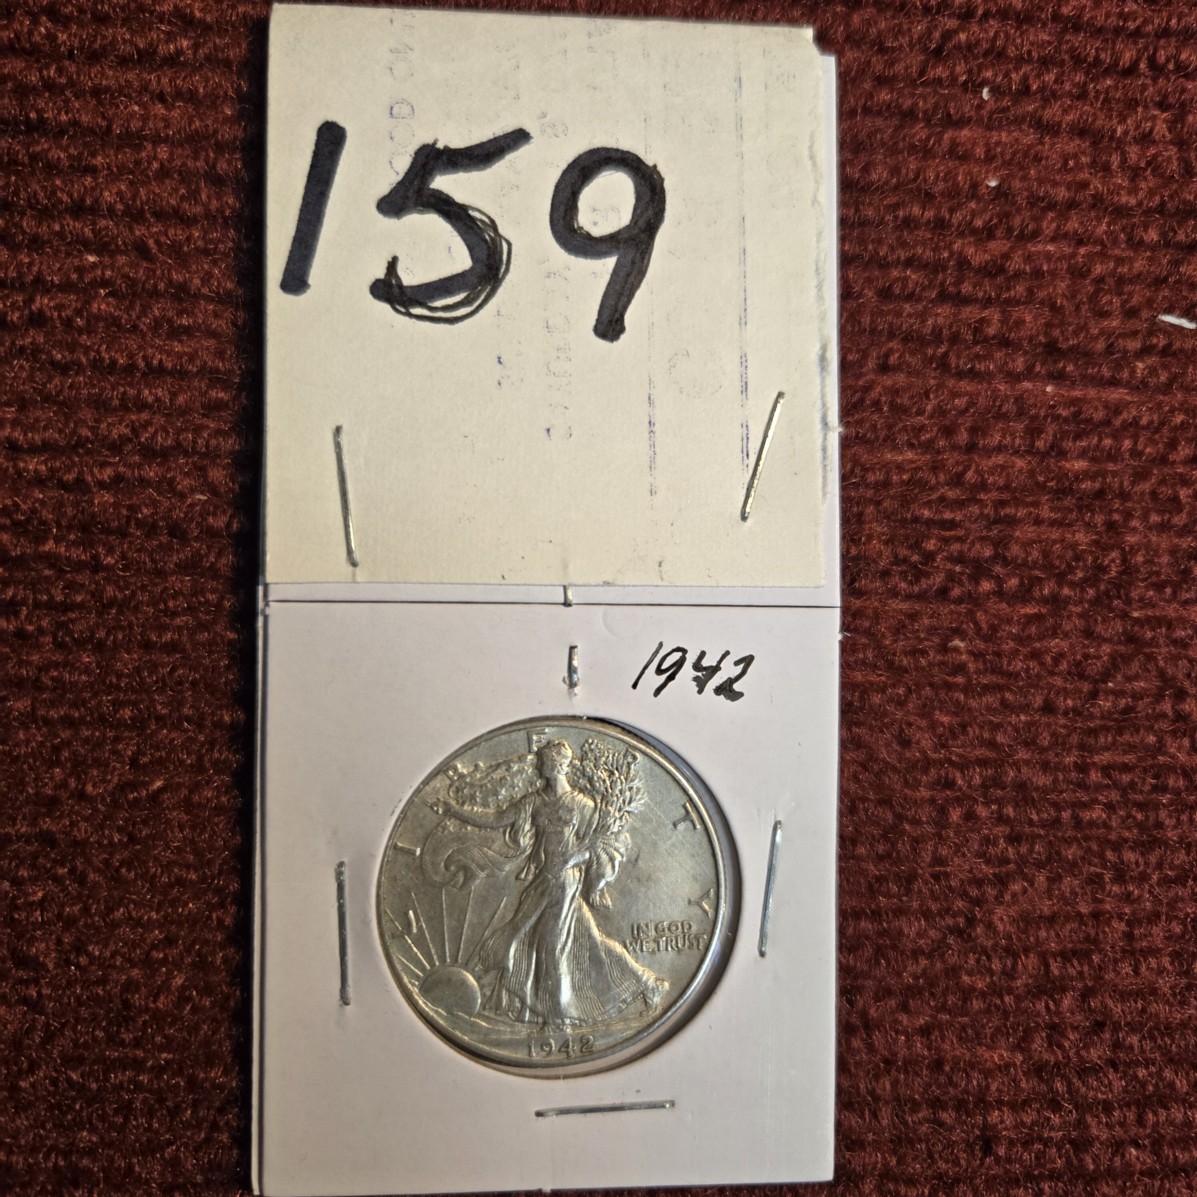 159
1942
LIBERTY
IN GOD
WE TRUST
1942